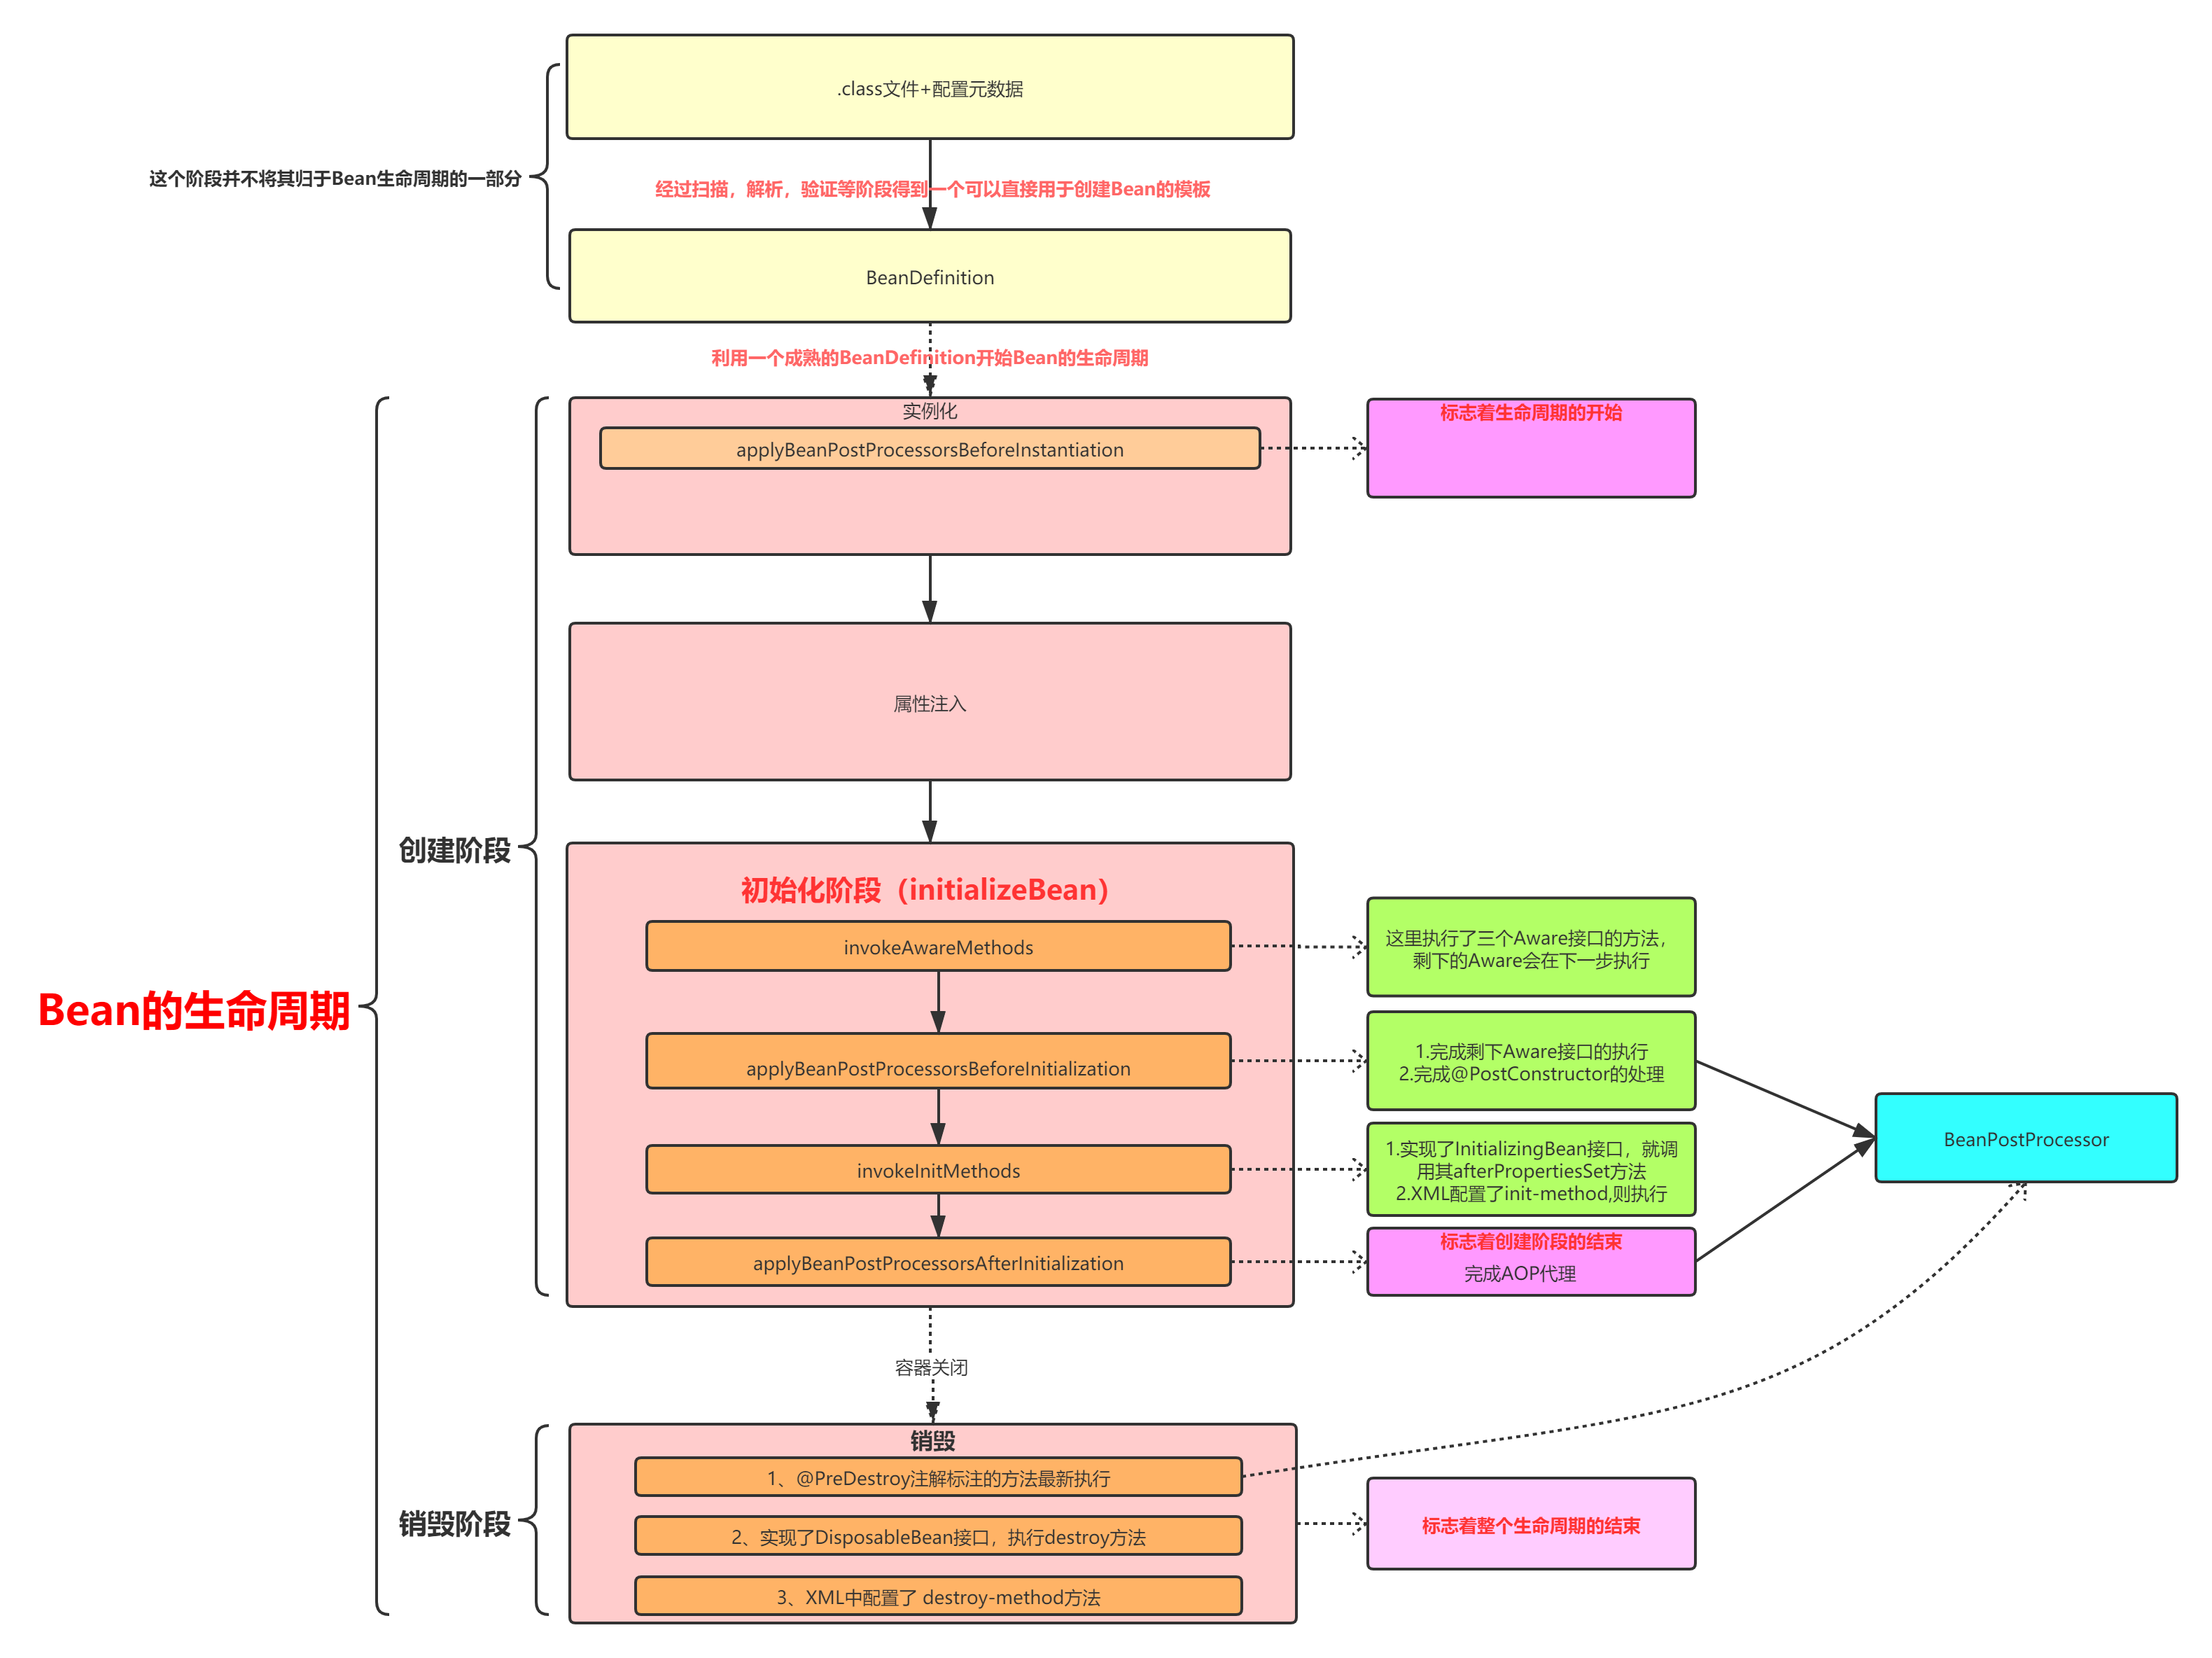 .class文件+配置元数据
这个阶段并不将其归于Bean生命周期的一部分
经过扫描，解析，验证等阶段得到一个可以直接用于创建Bean的模板
BeanDefinition
利用一个成熟的BeanDefinition开始Bean的生命周期
实例化
标志着生命周期的开始
applyBeanPostProcessorsBeforeInstantiation
属性注入
创建阶段
初始化阶段（initializeBean）
invokeAwareMethods
这里执行了三个Aware接口的方法，
剩下的Aware会在下一步执行
Bean的生命周期
applyBeanPostProcessorsBeforeInitialization
1.完成剩下Aware接口的执行
2.完成@PostConstructor的处理
BeanPostProcessor
invokeInitMethods
1.实现了InitializingBean接口，就调
用其afterPropertiesSet方法
2.XML配置了init-method,则执行
applyBeanPostProcessorsAfterInitialization
标志着创建阶段的结束
完成AOP代理
容器关闭
销毁
1、@PreDestroy注解标注的方法最新执行
销毁阶段
2、实现了DisposableBean接口，执行destroy方法
标志着整个生命周期的结束
3、XML中配置了 destroy-method方法